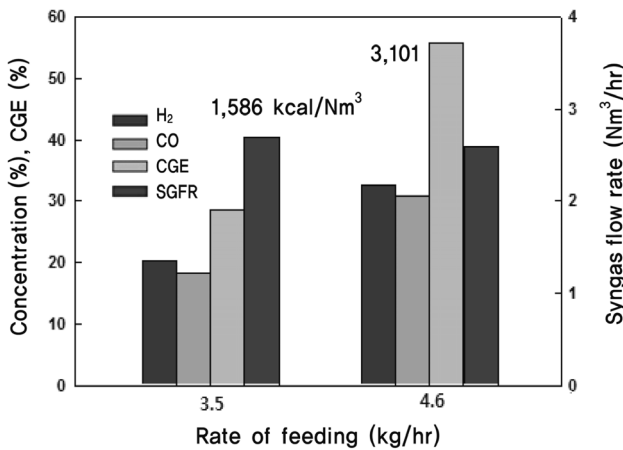 60
50
40
30
20
10
0
Concentration (%), CGE (%)
H₂
CO
CGE
SGFR
1,586 kcal/Nm³
3,101
4
3
2
1
0
Syngas flow rate (Nm³/hr)
3.5
4.6
Rate of feeding (kg/hr)